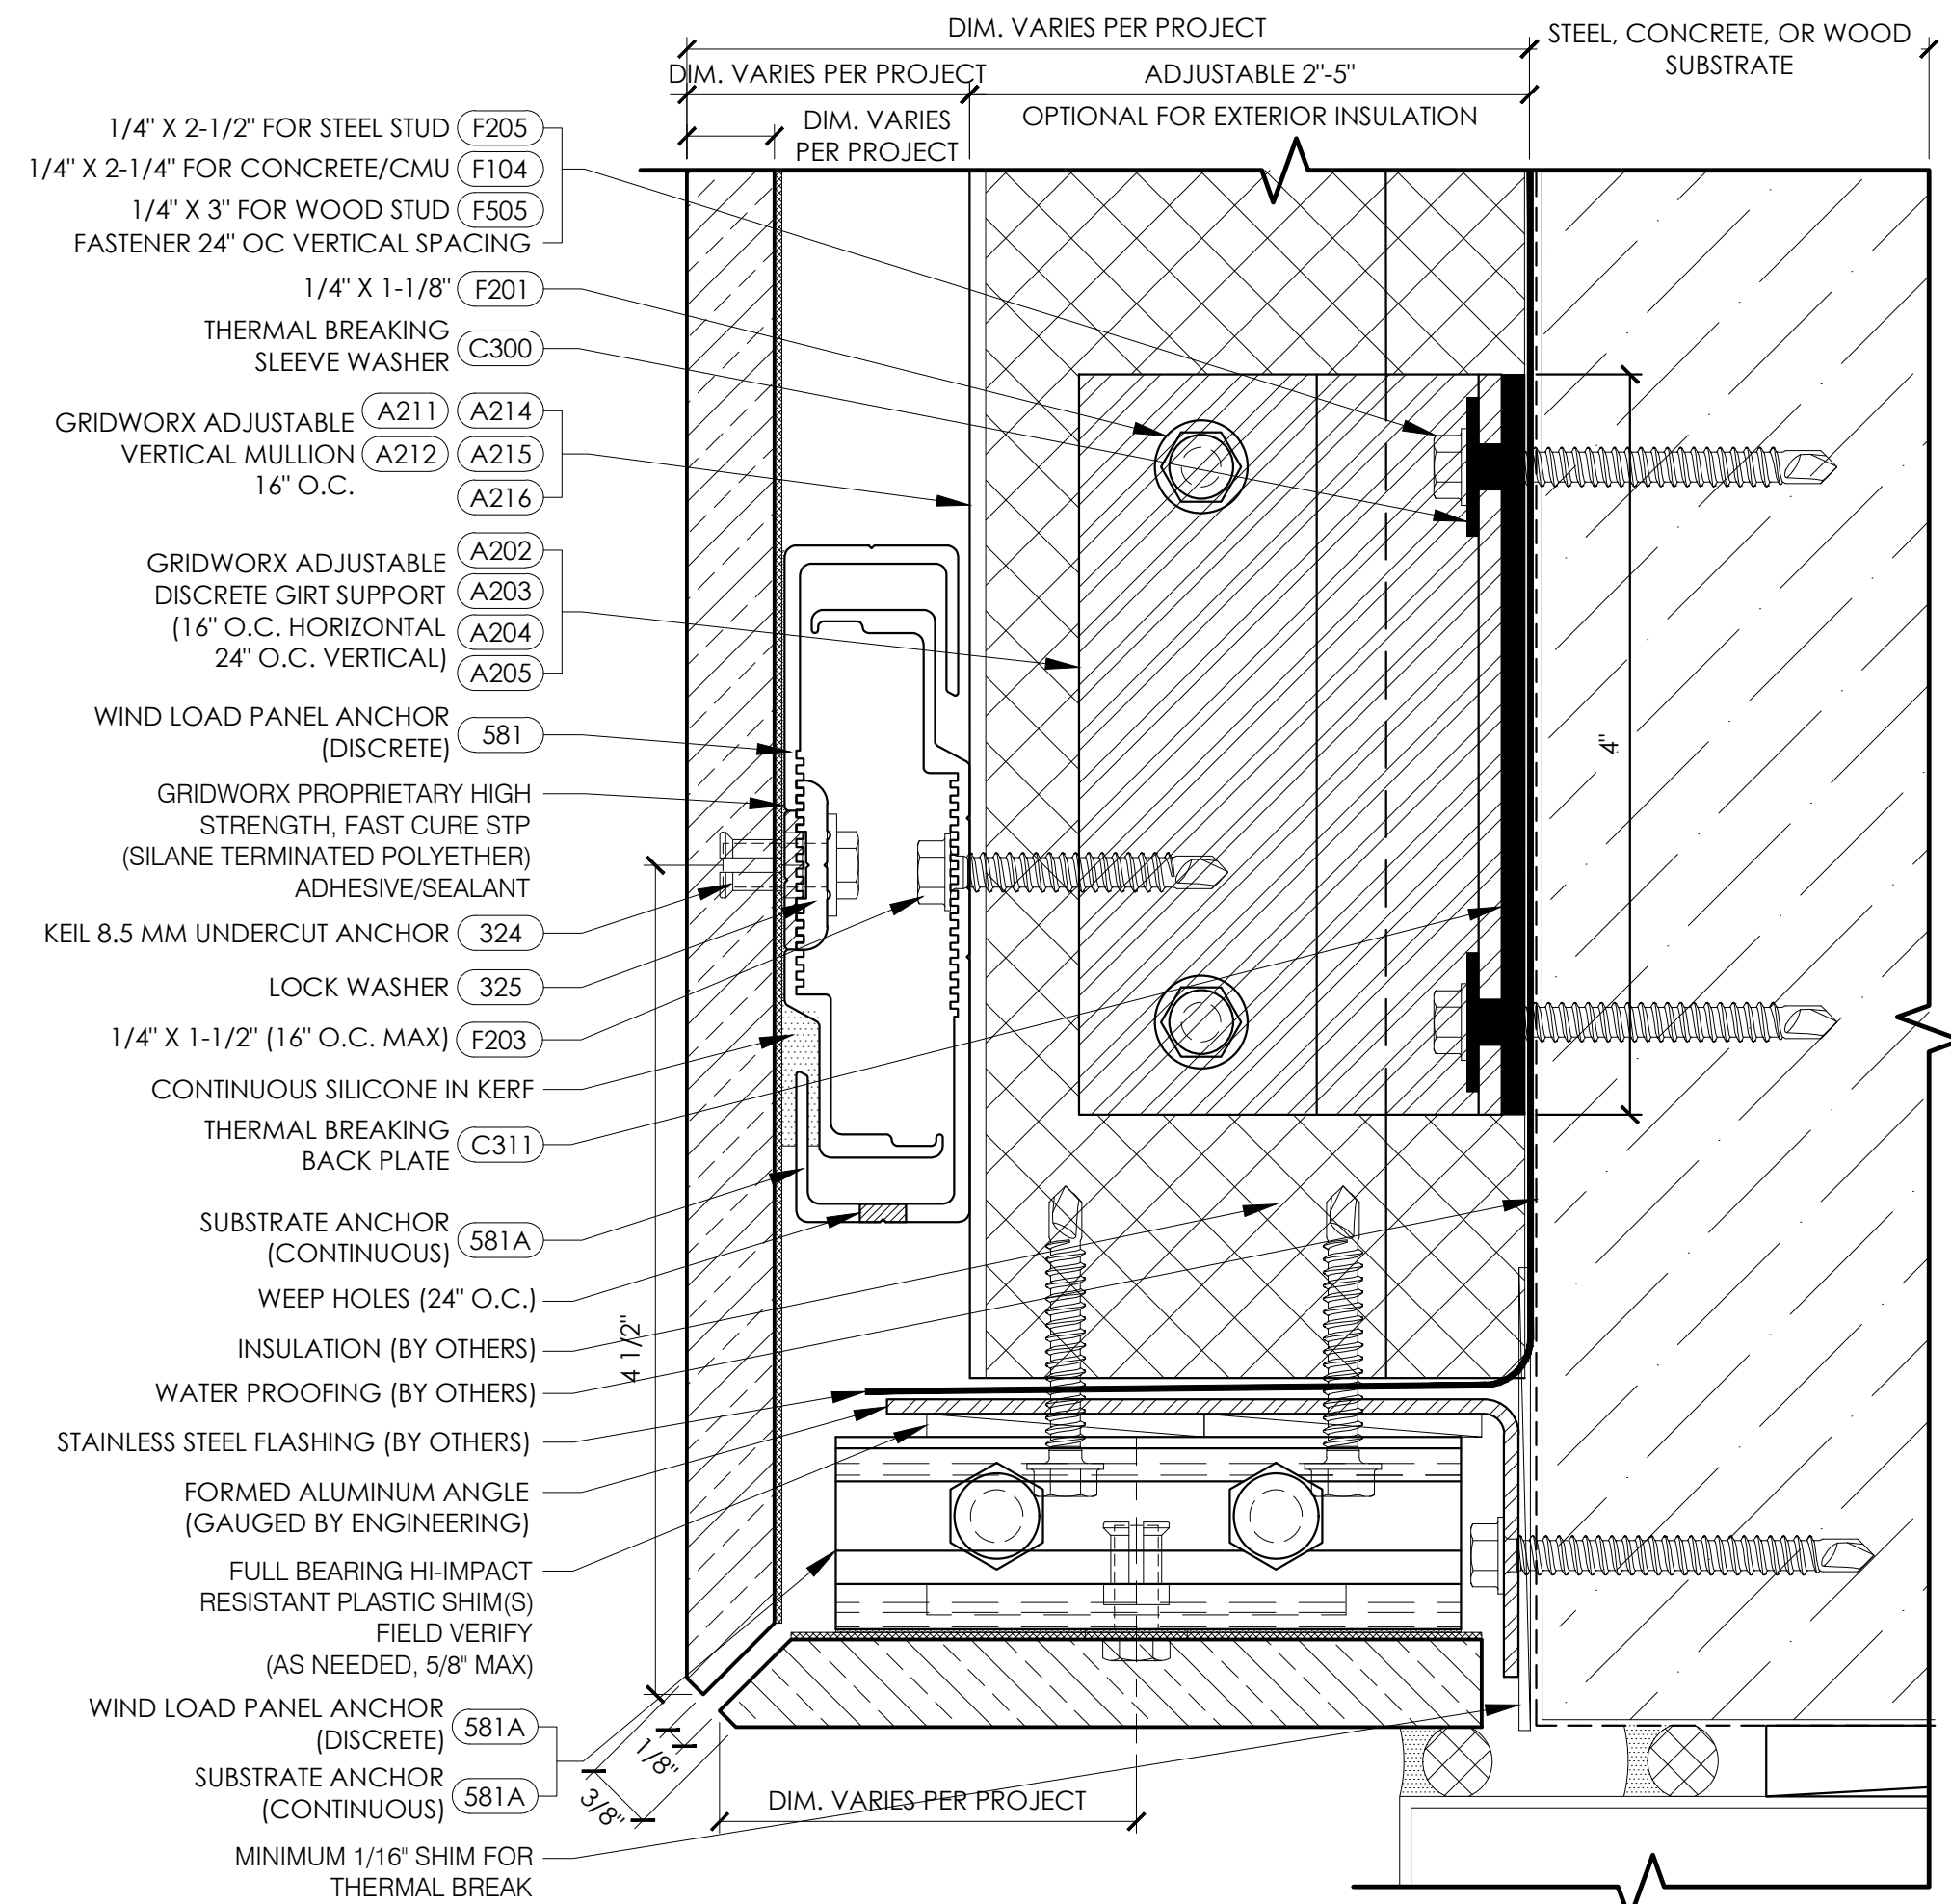 DIM. VARIES PER PROJECT
STEEL, CONCRETE, OR WOOD
SUBSTRATE
DIM. VARIES PER PROJECT
ADJUSTABLE 2"-5"
DIM. VARIES
PER PROJECT
OPTIONAL FOR EXTERIOR INSULATION
1/4" X 2-1/2" FOR STEEL STUD F205
1/4" X 2-1/4" FOR CONCRETE/CMU F104
1/4" X 3" FOR WOOD STUD F505
FASTENER 24" OC VERTICAL SPACING
1/4" X 1-1/8" F201
THERMAL BREAKING
SLEEVE WASHER C300
GRIDWORX ADJUSTABLE A211 A214
VERTICAL MULLION A212 A215
16" O.C. A216
GRIDWORX ADJUSTABLE A202
DISCRETE GIRT SUPPORT A203
(16" O.C. HORIZONTAL A204
24" O.C. VERTICAL) A205
WIND LOAD PANEL ANCHOR
(DISCRETE) 581
GRIDWORX PROPRIETARY HIGH
STRENGTH, FAST CURE STP
(SILANE TERMINATED POLYETHER)
ADHESIVE/SEALANT
KEIL 8.5 MM UNDERCUT ANCHOR 324
LOCK WASHER 325
1/4" X 1-1/2" (16" O.C. MAX) F203
CONTINUOUS SILICONE IN KERF
THERMAL BREAKING
BACK PLATE C311
SUBSTRATE ANCHOR
(CONTINUOUS) 581A
WEEP HOLES (24" O.C.)
INSULATION (BY OTHERS)
WATER PROOFING (BY OTHERS)
STAINLESS STEEL FLASHING (BY OTHERS)
FORMED ALUMINUM ANGLE
(GAUGED BY ENGINEERING)
FULL BEARING HI-IMPACT
RESISTANT PLASTIC SHIM(S)
FIELD VERIFY
(AS NEEDED, 5/8" MAX)
WIND LOAD PANEL ANCHOR
(DISCRETE) 581A
SUBSTRATE ANCHOR
(CONTINUOUS) 581A
MINIMUM 1/16" SHIM FOR
THERMAL BREAK
4"
4 1/2"
1/8"
3/8"
DIM. VARIES PER PROJECT